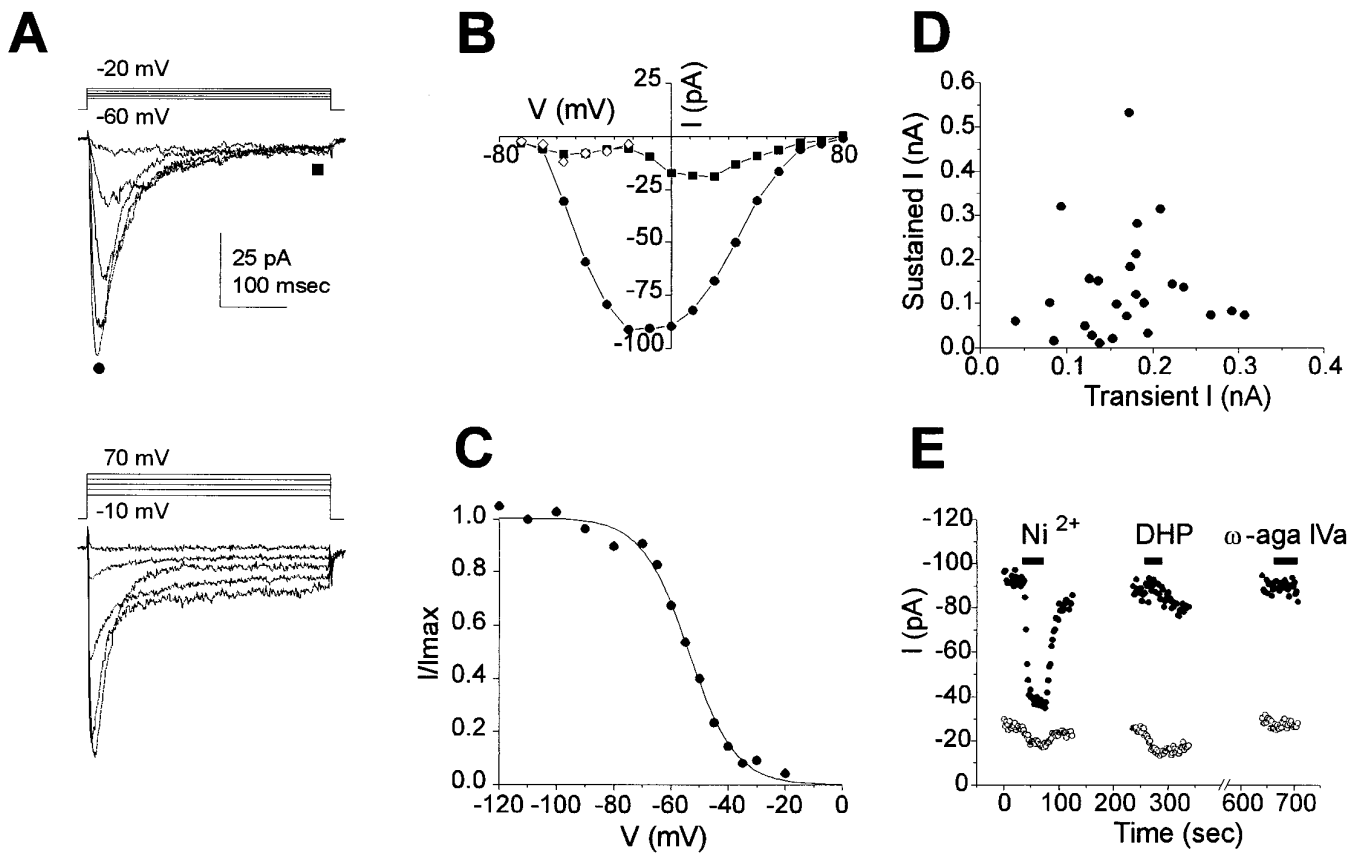 A
-20 mV
-60 mV
25 pA
100 msec
70 mV
-10 mV
B
V (mV)
I (pA)
25
-80
80
-25
-50
-75
-100
C
I/Imax
1.0
0.8
0.6
0.4
0.2
0.0
-120 -100 -80 -60 -40 -20 0
V (mV)
D
Sustained I (nA)
0.6
0.5
0.4
0.3
0.2
0.1
0.0
0.0 0.1 0.2 0.3 0.4
Transient I (nA)
E
I (pA)
-120
-100
-80
-60
-40
-20
0
Ni 2+
DHP
ω-aga IVa
0 100 200 300 600 700
Time (sec)